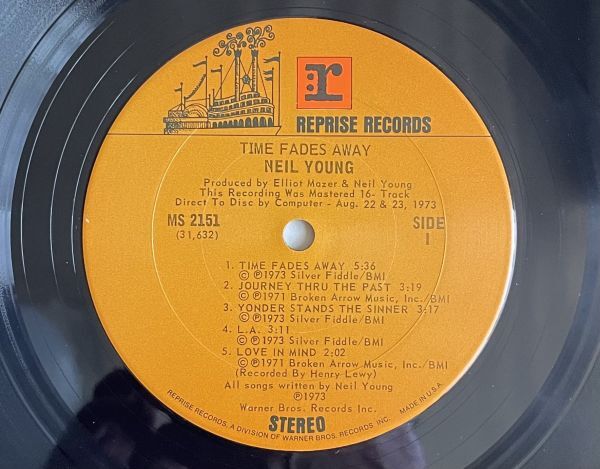 :r
REPRISE RECORDS
TIME FADES AWAY
NEIL YOUNG
Produced by Elliot Mazer & Neil Young
This Recording Was Mastered 16- Track
Direct To Disc by Computer - Aug. 22 & 23, 1973
MS 2151
(31,632)
SIDE
1
1. TIME FADES AWAY 5:36
©℗1973 Silver Fiddle/BMI
2. JOURNEY THRU THE PAST 3:19
©℗1971 Broken Arrow Music, Inc./BMI
3. YONDER STANDS THE SINNER 3:17
©℗1973 Silver Fiddle/BMI
4. L.A. 3:11
©℗1973 Silver Fiddle/BMI
5. LOVE IN MIND 2:02
©℗1971 Broken Arrow Music, Inc./BMI
(Recorded By Henry Lewy)
All songs written by Neil Young
℗1973
Warner Bros. Records Inc.
STEREO
REPRISE RECORDS, A DIVISION OF WARNER BROS. RECORDS, INC. MADE IN U.S.A.